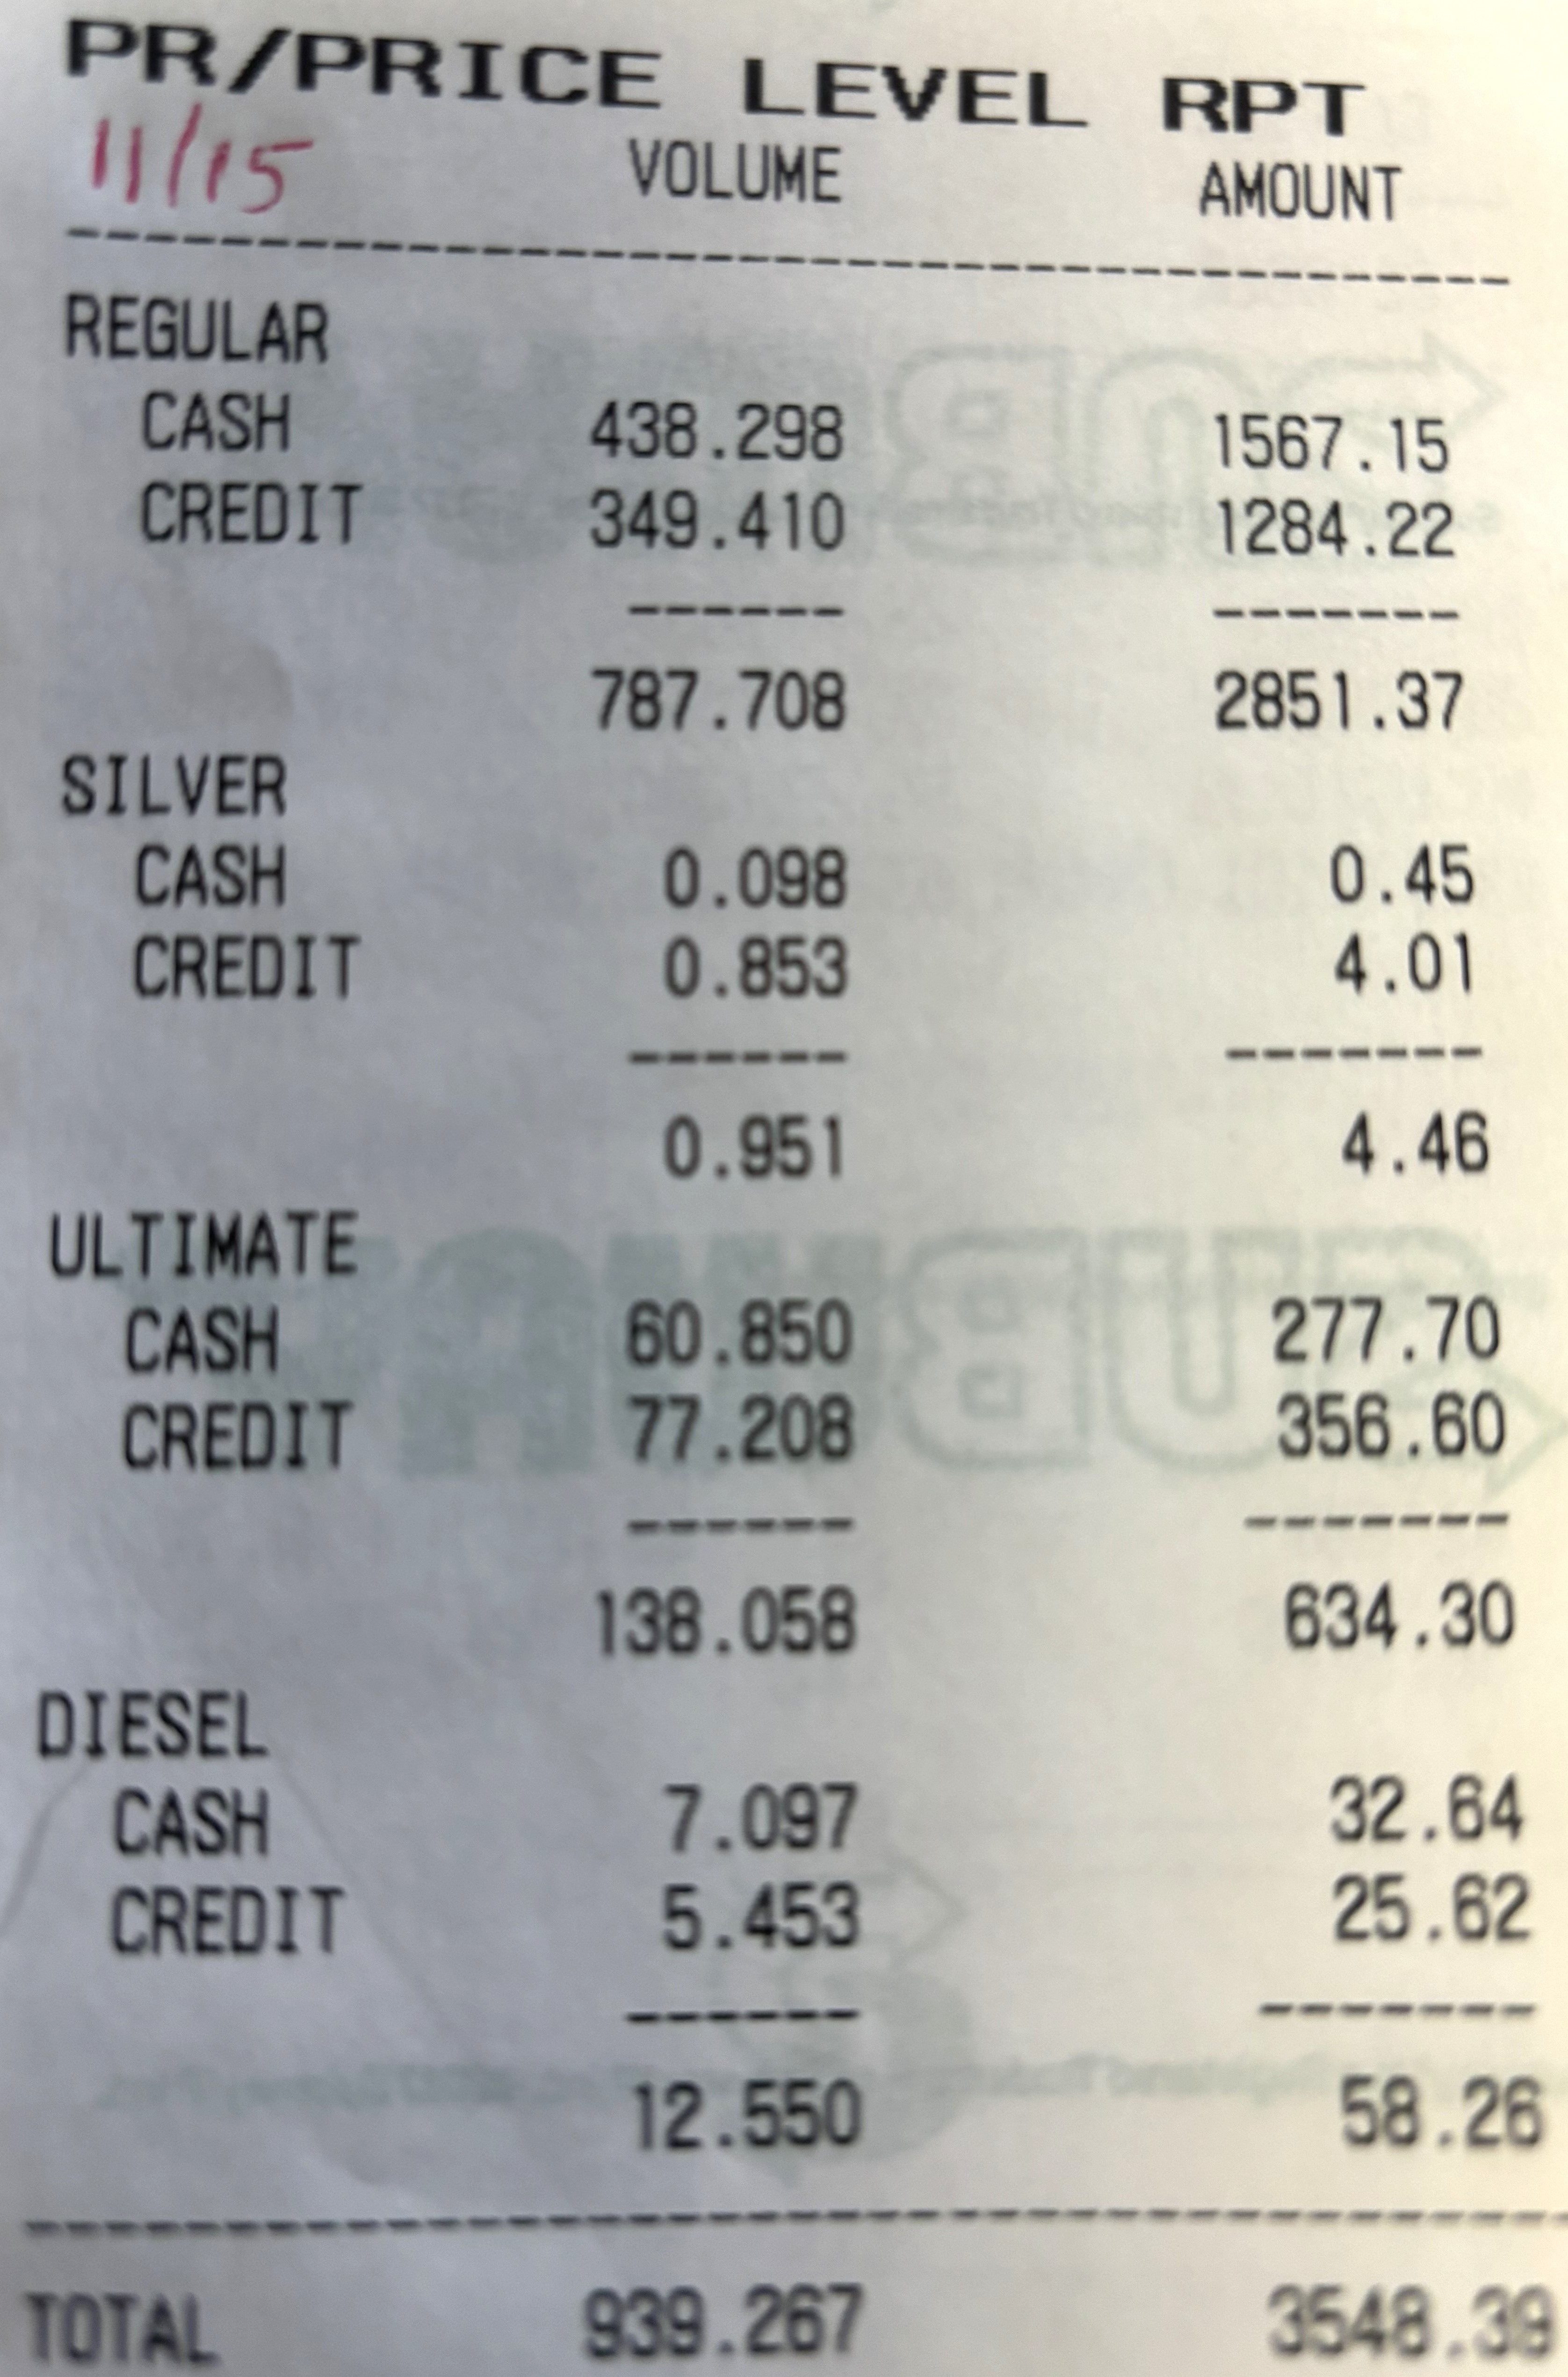 PR/PRICE LEVEL RPT
11/15 VOLUME AMOUNT
REGULAR
CASH 438.298 1567.15
CREDIT 349.410 1284.22
787.708 2851.37
SILVER
CASH 0.098 0.45
CREDIT 0.853 4.01
0.951 4.46
ULTIMATE
CASH 60.850 277.70
CREDIT 77.208 356.60
138.058 634.30
DIESEL
CASH 7.097 32.64
CREDIT 5.453 25.62
12.550 58.26
TOTAL 939.267 3548.39